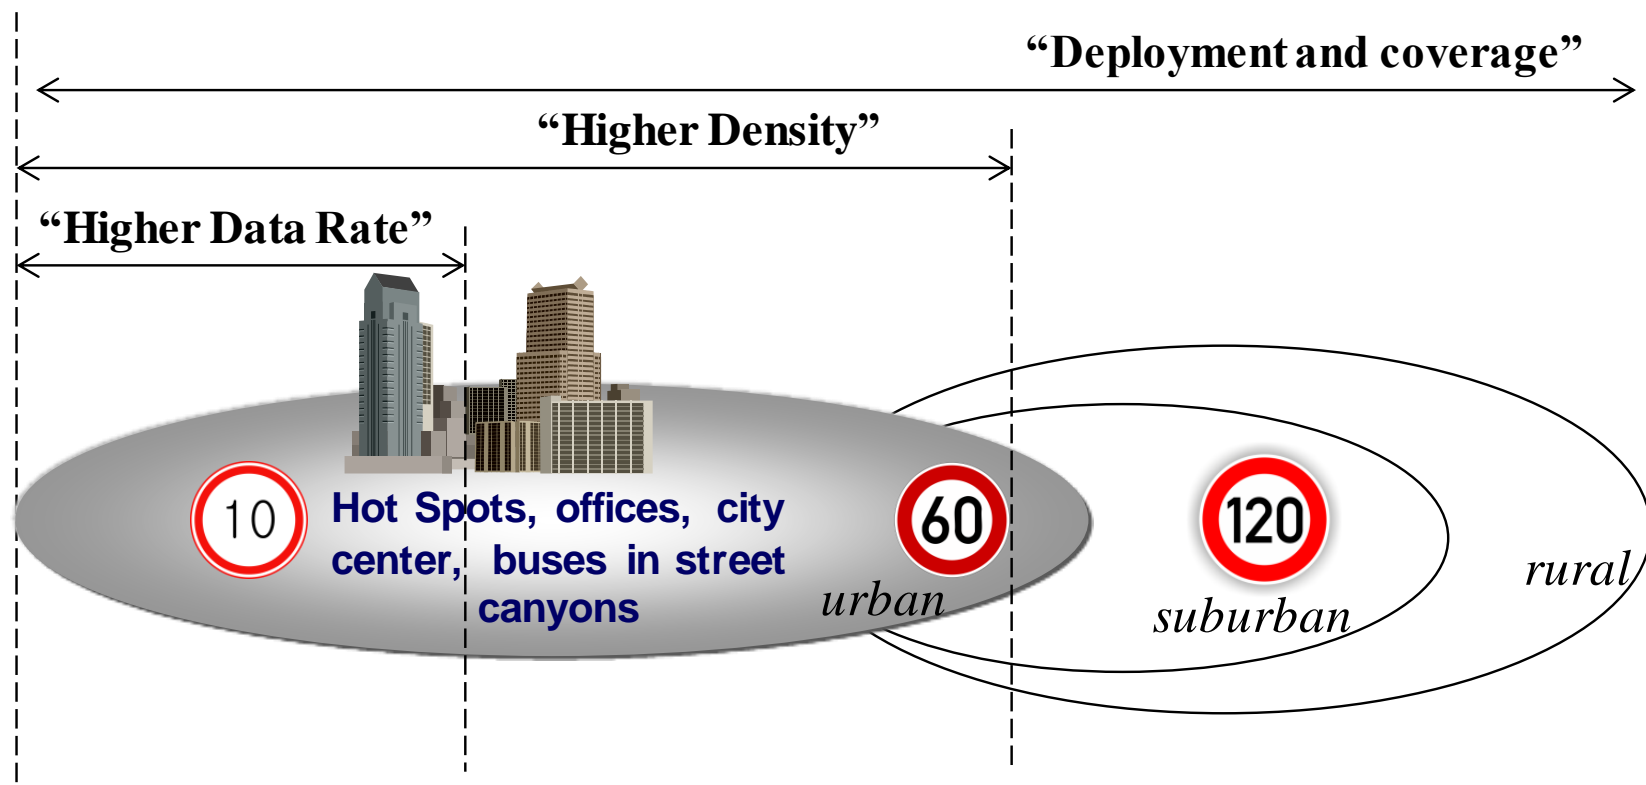 “Deployment and coverage”
“Higher Density”
“Higher Data Rate”
10
Hot Spots, offices, city
center, buses in street
canyons
60
urban
120
suburban
rural